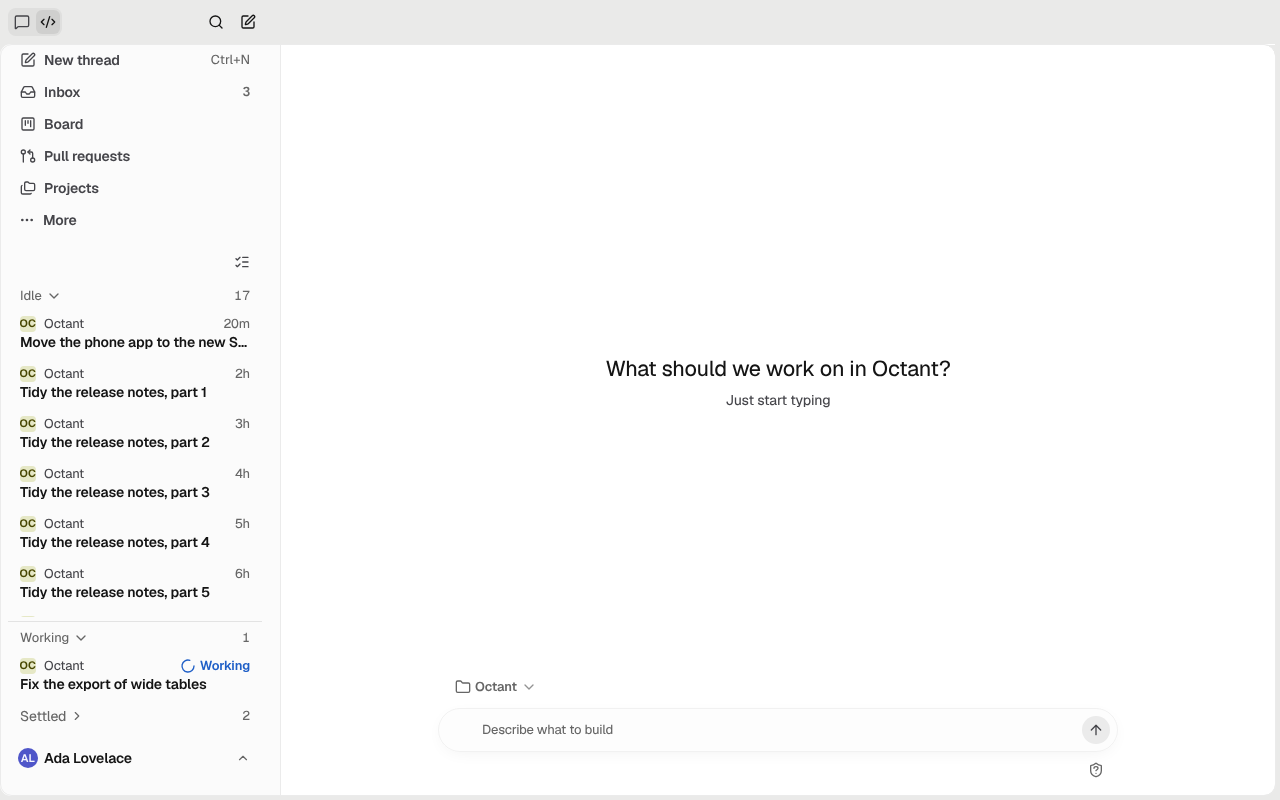 New thread Ctrl+N
Inbox 3
Board
Pull requests
Projects
More
Idle 17
OC Octant 20m
Move the phone app to the new S...
OC Octant 2h
Tidy the release notes, part 1
OC Octant 3h
Tidy the release notes, part 2
OC Octant 4h
Tidy the release notes, part 3
OC Octant 5h
Tidy the release notes, part 4
OC Octant 6h
Tidy the release notes, part 5
Working 1
OC Octant Working
Fix the export of wide tables
Settled 2
AL Ada Lovelace
What should we work on in Octant?
Just start typing
Octant
Describe what to build